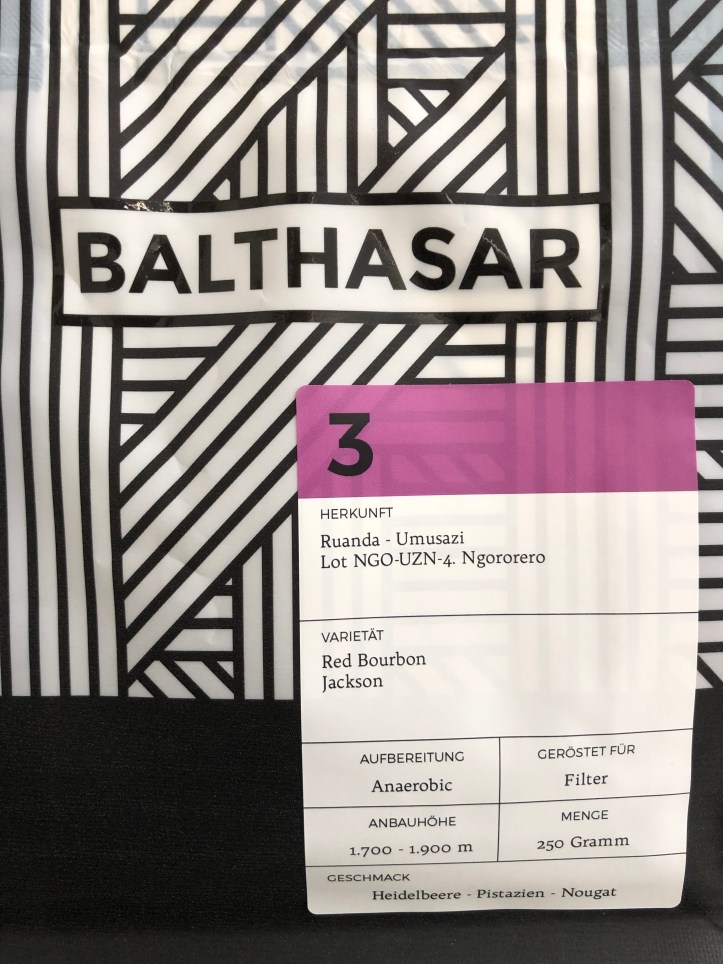 BALTHASAR
3
HERKUNFT
Ruanda - Umusazi
Lot NGO-UZN-4. Ngororero
VARIETÄT
Red Bourbon
Jackson
AUFBEREITUNG
Anaerobic
GERÖSTET FÜR
Filter
ANBAUHÖHE
1.700 - 1.900 m
MENGE
250 Gramm
GESCHMACK
Heidelbeere - Pistazien - Nougat